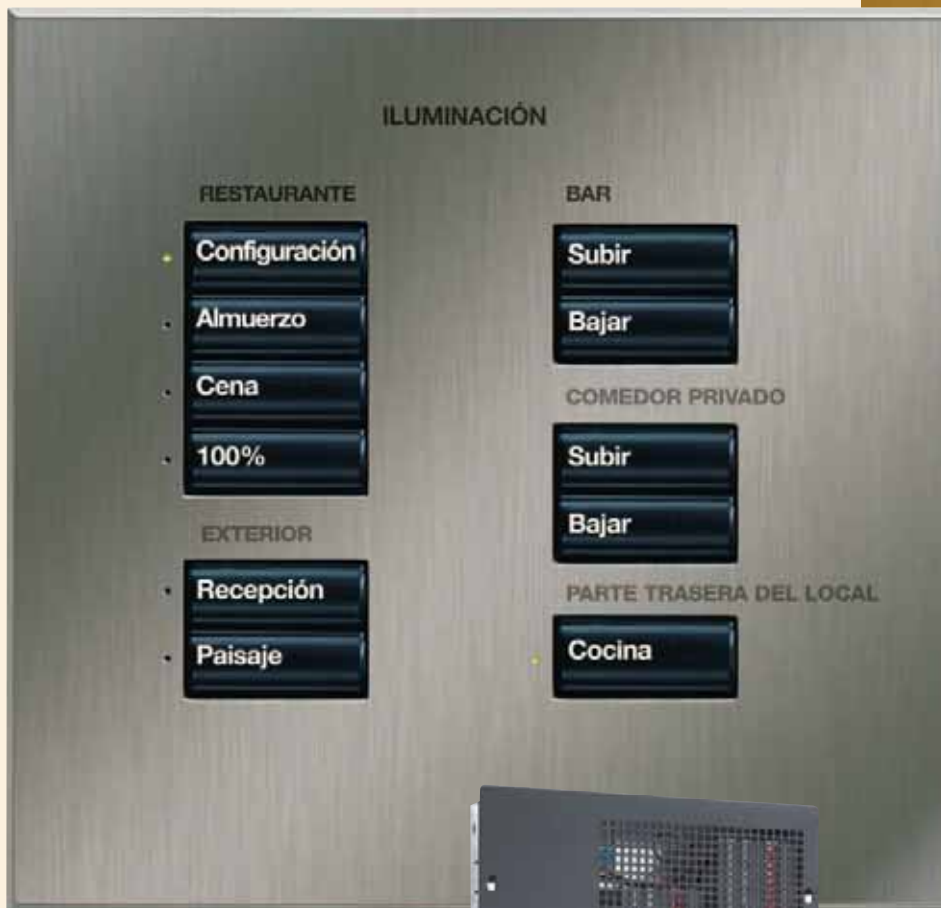 ILUMINACIÓN
RESTAURANTE
Configuración
Almuerzo
Cena
100%
EXTERIOR
Recepción
Paisaje
BAR
Subir
Bajar
COMEDOR PRIVADO
Subir
Bajar
PARTE TRASERA DEL LOCAL
Cocina